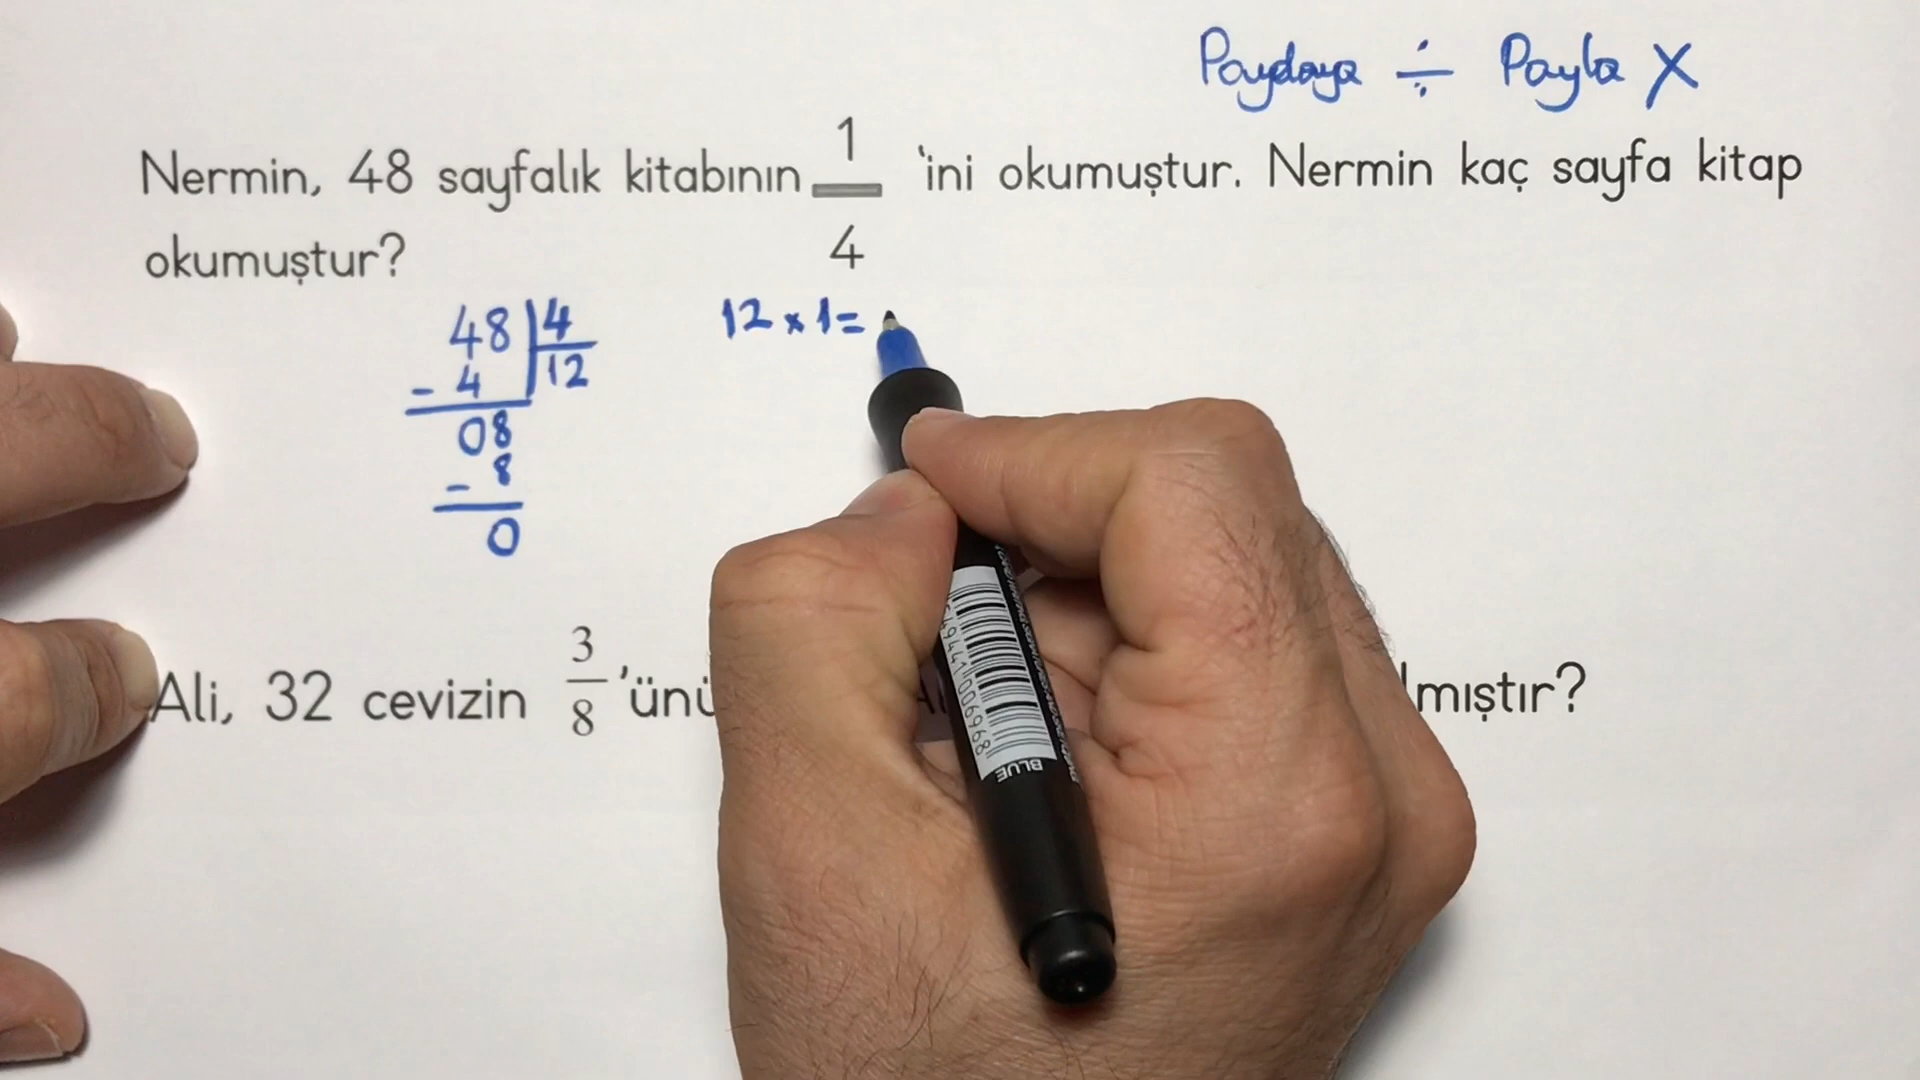 Paydaya ÷ Payla X
Nermin, 48 sayfalık kitabının 1/4 'ini okumuştur. Nermin kaç sayfa kitap
okumuştur?
48 | 4
- 4 12
08
- 8
0
12 x 1 =
Ali, 32 cevizin 3/8 'ünü
mıştır?
BLUE